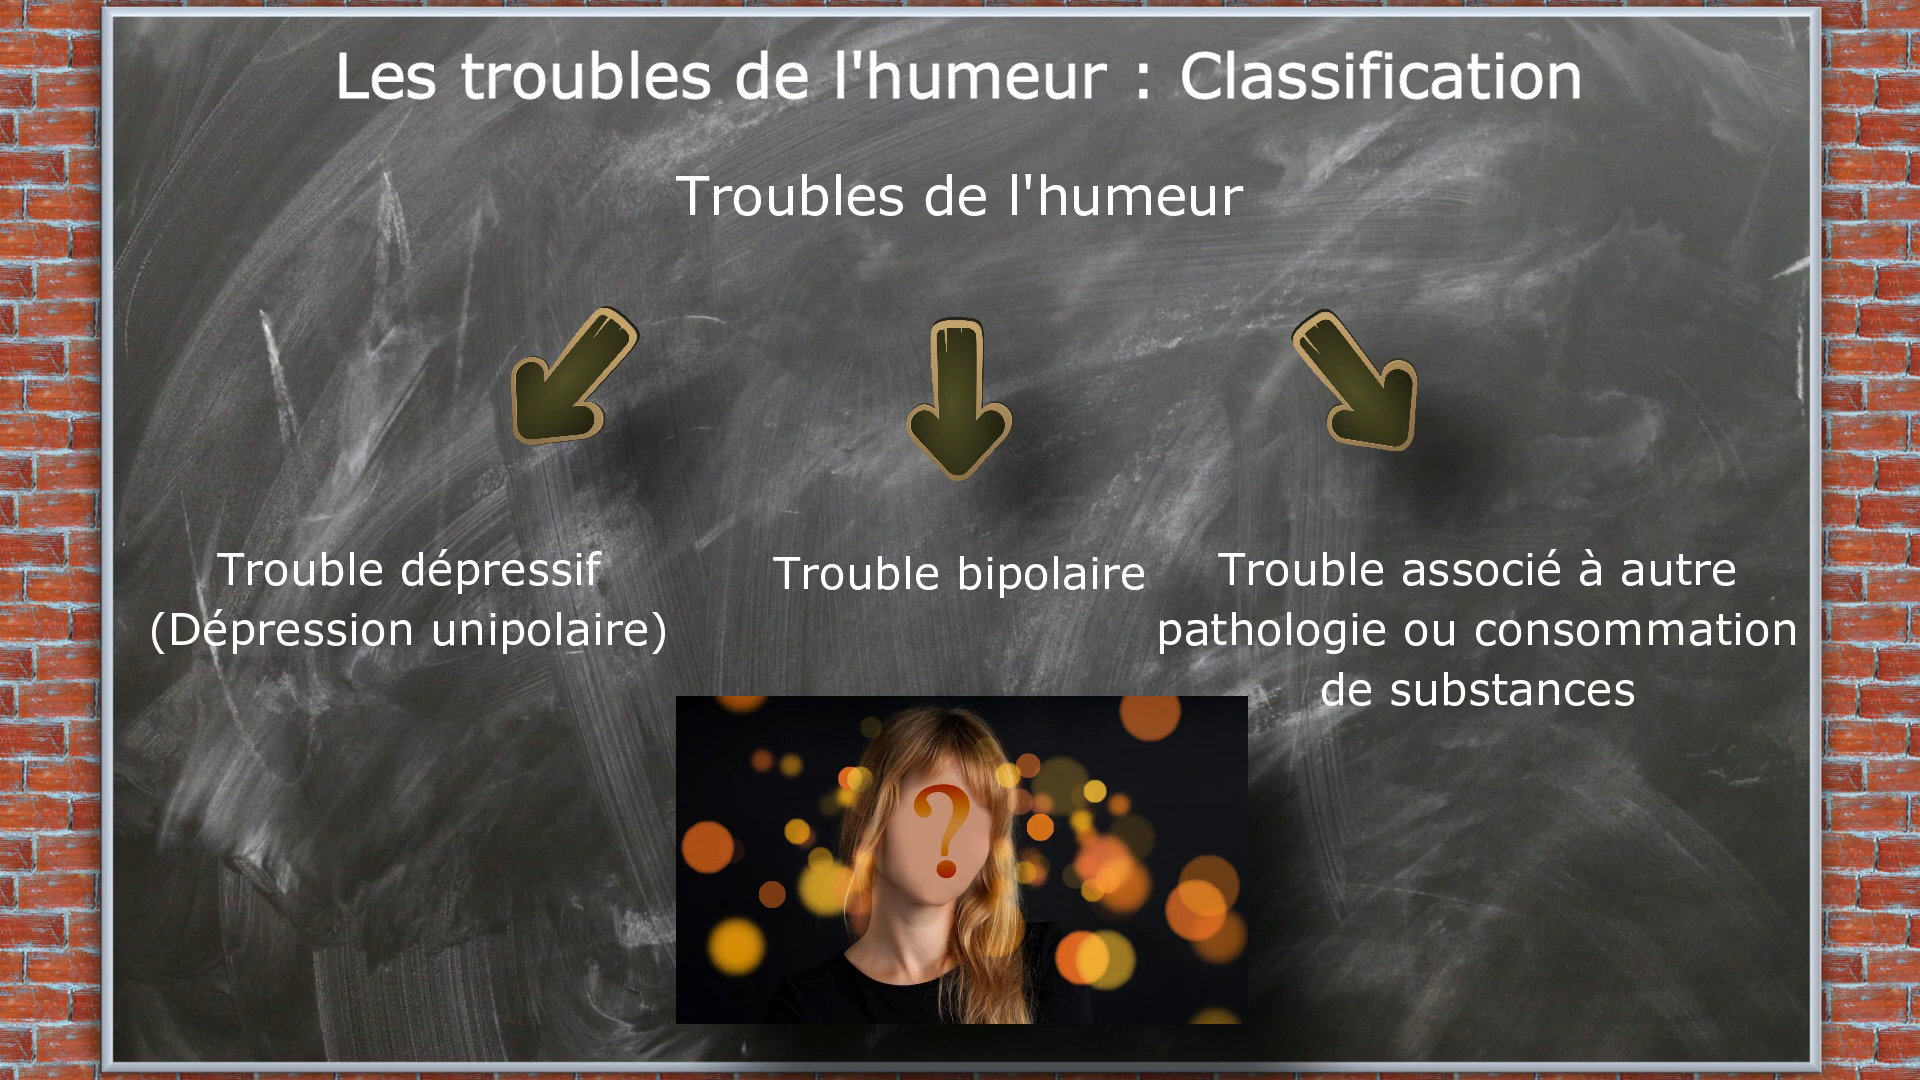 Les troubles de l'humeur : Classification
Troubles de l'humeur
Trouble dépressif
(Dépression unipolaire)
Trouble bipolaire
Trouble associé à autre
pathologie ou consommation
de substances
?